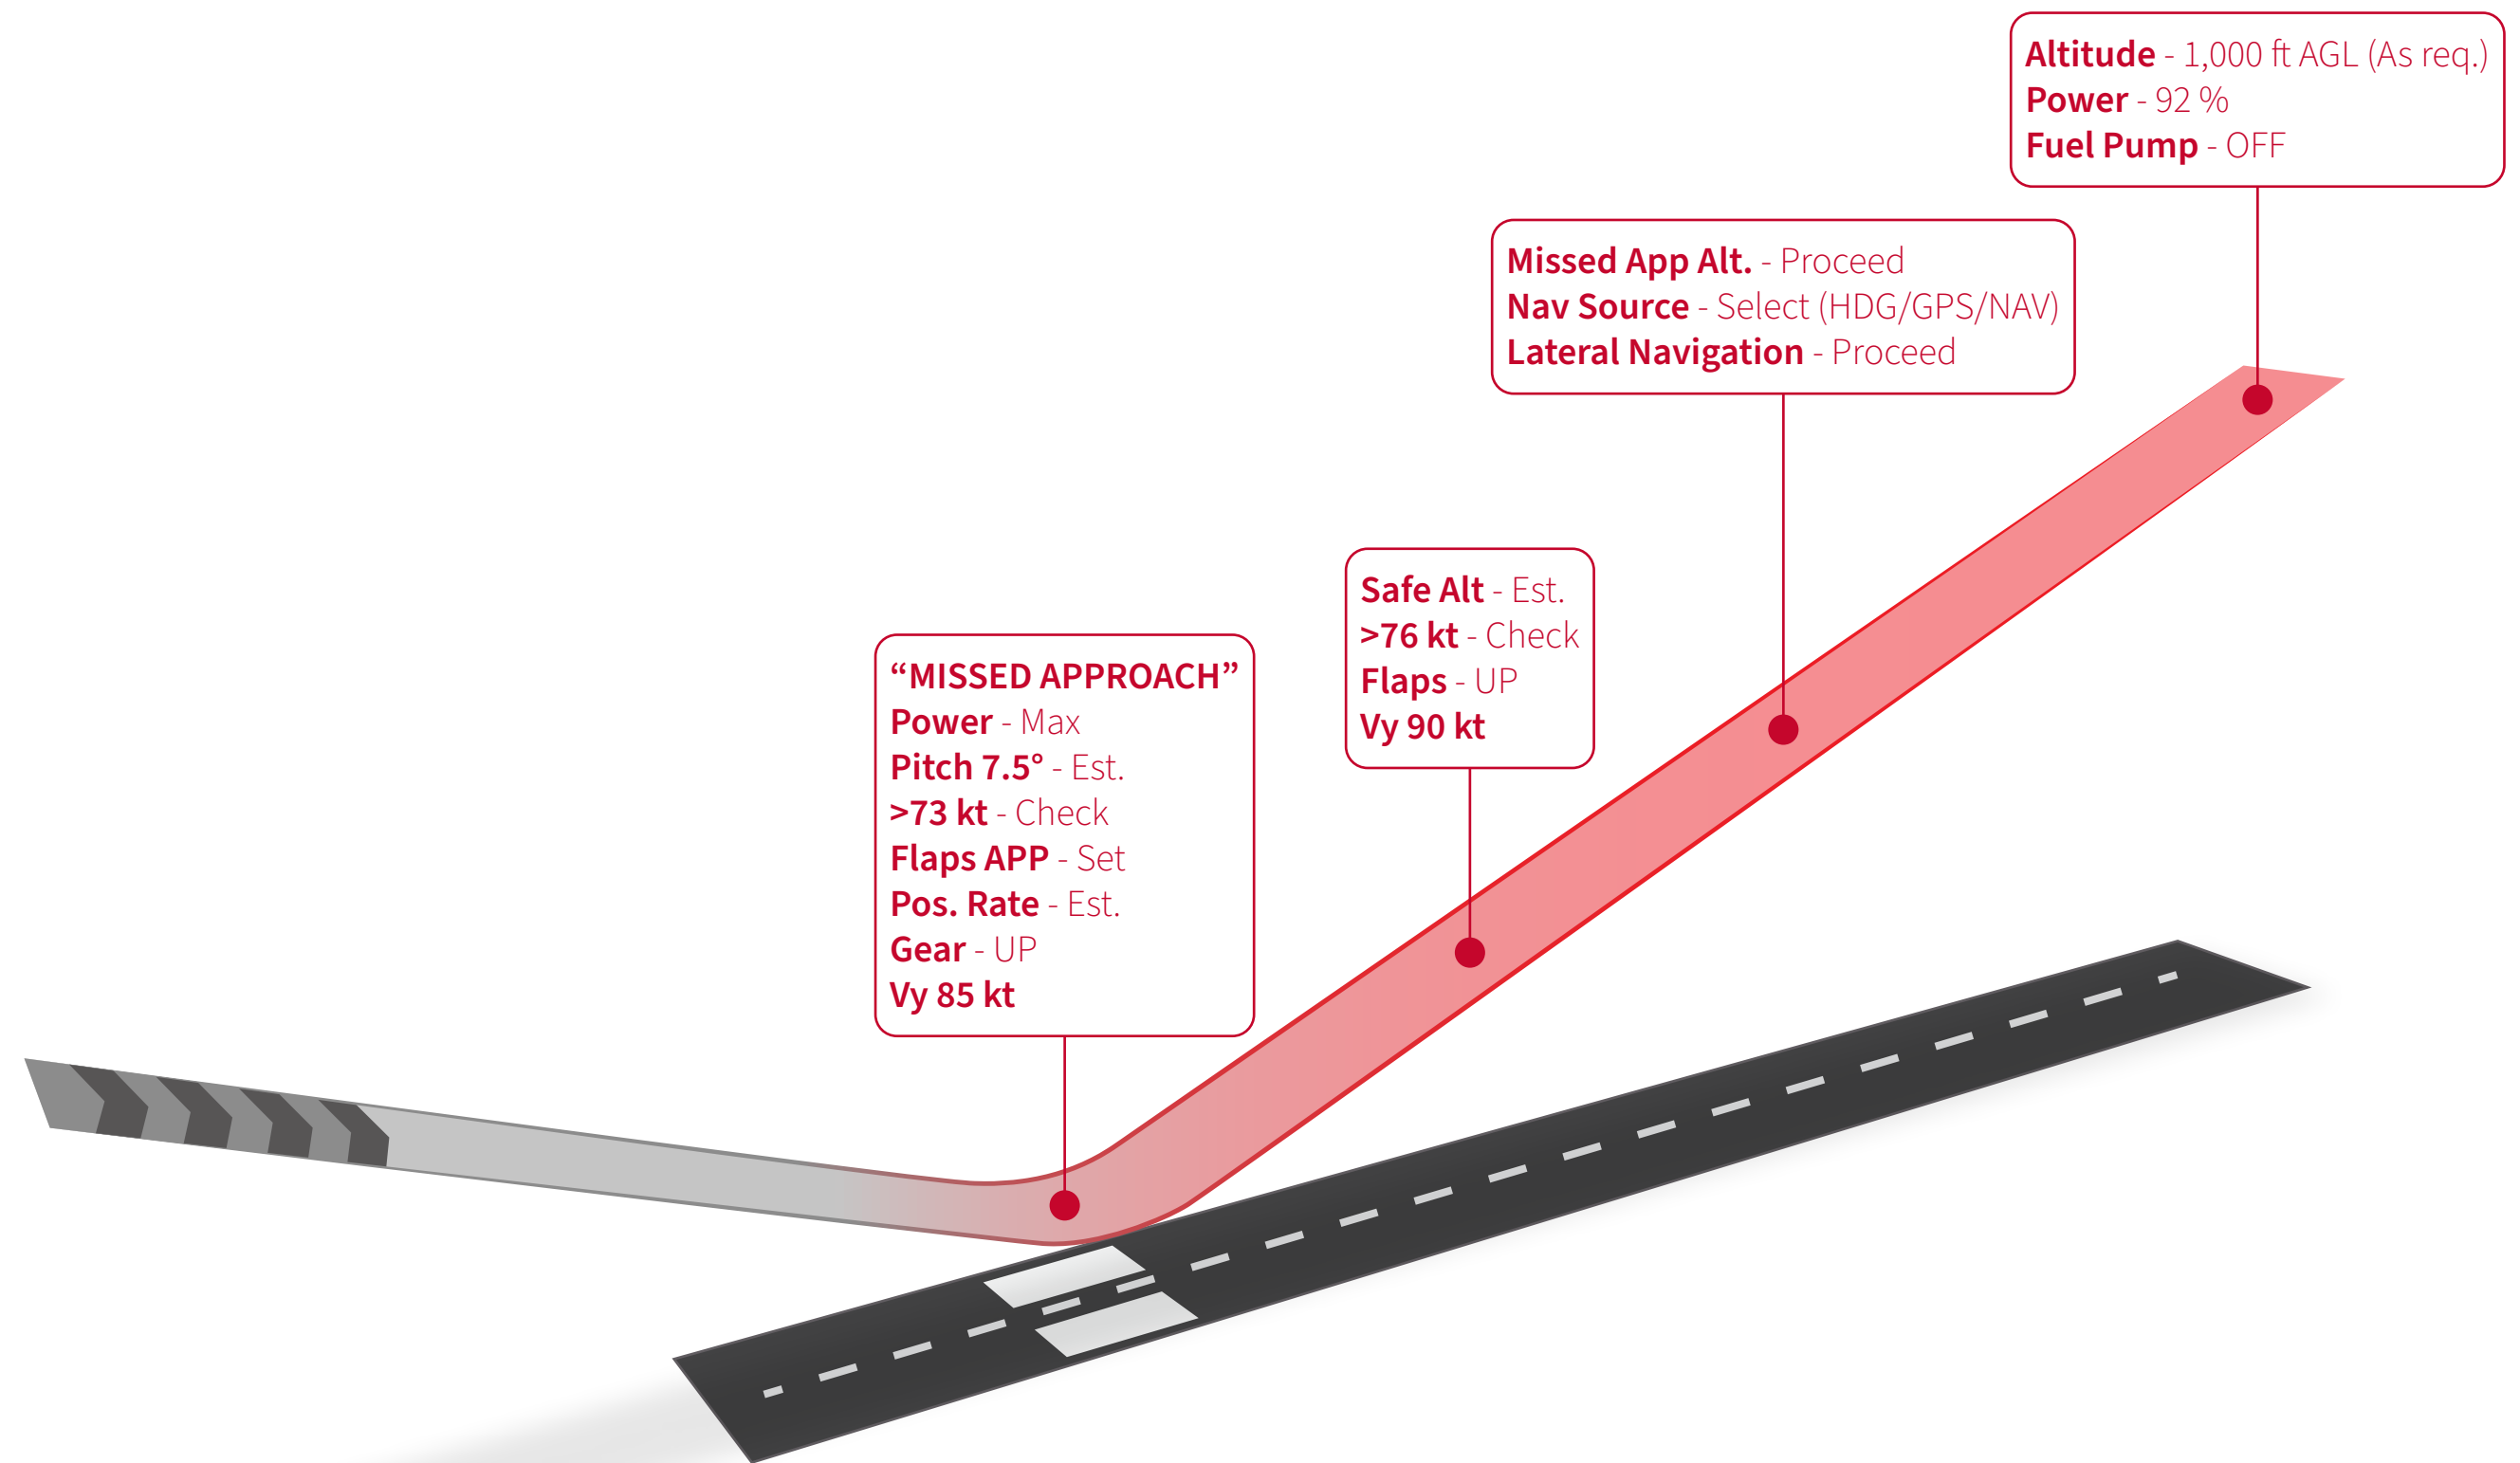 “MISSED APPROACH”
Power - Max
Pitch 7.5° - Est.
>73 kt - Check
Flaps APP - Set
Pos. Rate - Est.
Gear - UP
Vy 85 kt
Safe Alt - Est.
>76 kt - Check
Flaps - UP
Vy 90 kt
Missed App Alt. - Proceed
Nav Source - Select (HDG/GPS/NAV)
Lateral Navigation - Proceed
Altitude - 1,000 ft AGL (As req.)
Power - 92 %
Fuel Pump - OFF